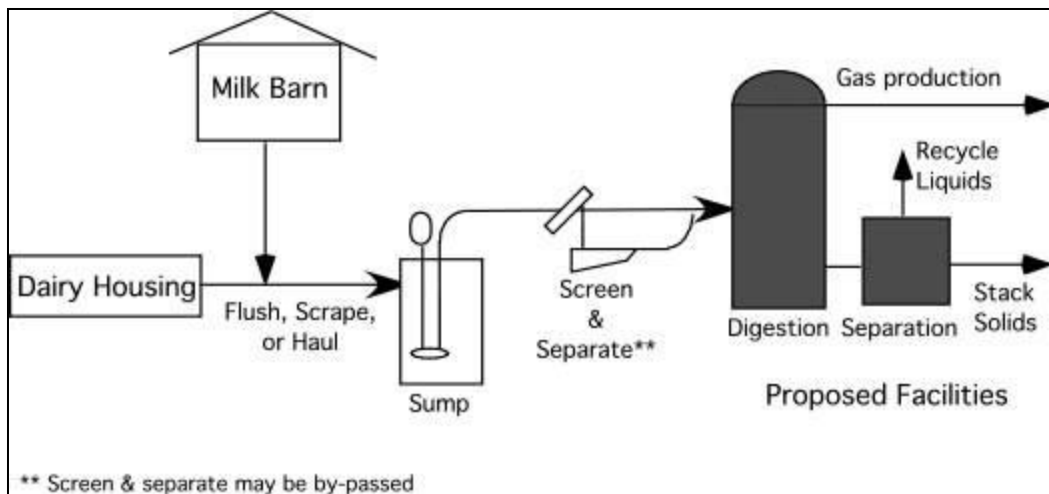 Milk Barn
Gas production
Recycle
Liquids
Dairy Housing
Flush, Scrape,
or Haul
Sump
Screen
&
Separate**
Digestion
Separation
Stack
Solids
Proposed Facilities
** Screen & separate may be by-passed